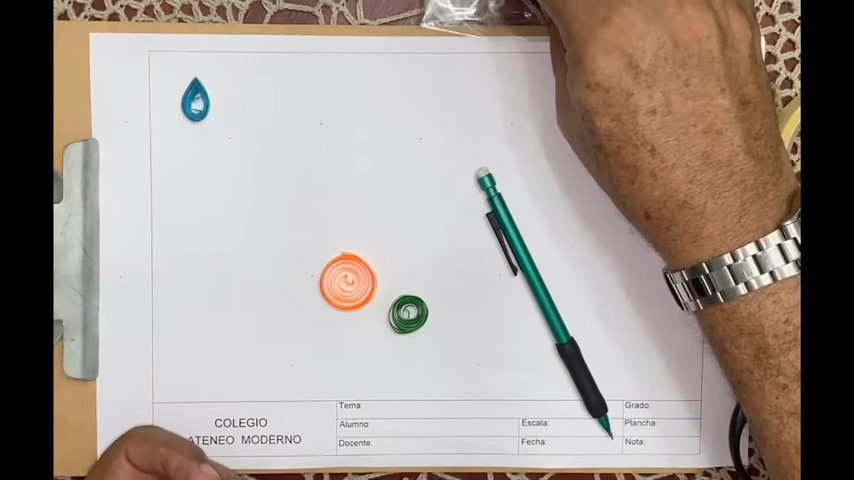 COLEGIO
ATENEO MODERNO
Tema:
Alumno:
Docente:
Escala:
Fecha:
Grado:
Plancha:
Nota: